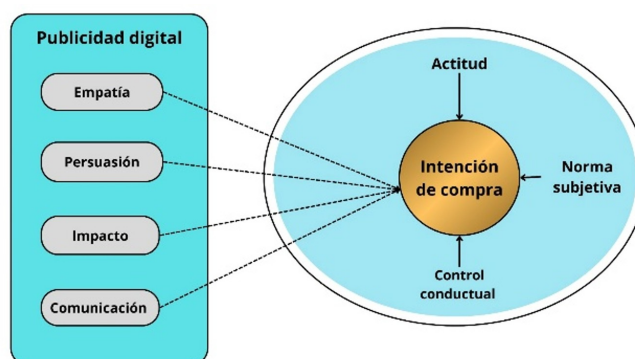 Publicidad digital
Empatía
Persuasión
Impacto
Comunicación
Actitud
Intención
de compra
Norma
subjetiva
Control
conductual